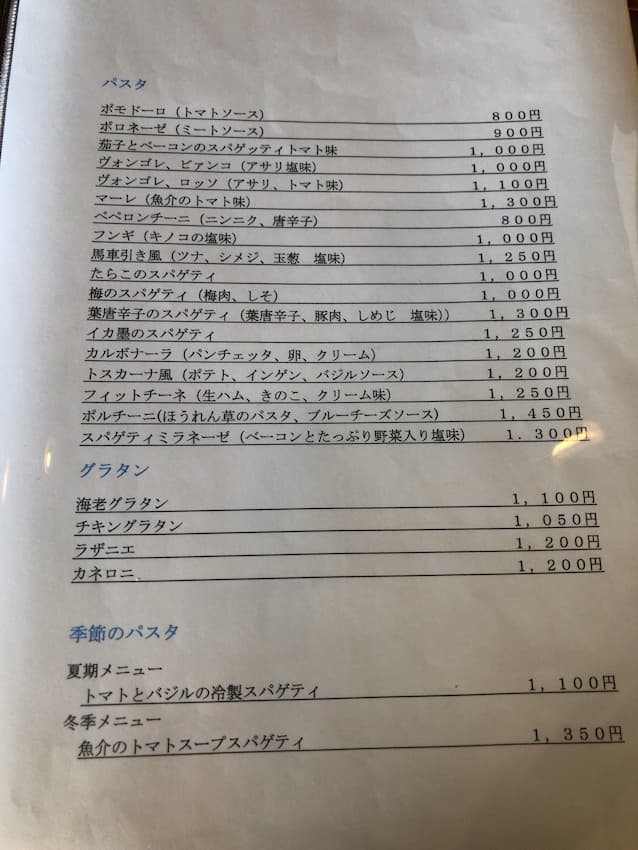 パスタ
ポモドーロ（トマトソース） ８００円
ボロネーゼ（ミートソース） ９００円
茄子とベーコンのスパゲッティトマト味 １，０００円
ヴォンゴレ、ビアンコ（アサリ塩味） １，０００円
ヴォンゴレ、ロッソ（アサリ、トマト味） １，１００円
マーレ（魚介のトマト味） １，３００円
ペペロンチーニ（ニンニク、唐辛子） ８００円
フンギ（キノコの塩味） １，０００円
馬車引き風（ツナ、シメジ、玉葱　塩味） １，２５０円
たらこのスパゲティ １，０００円
梅のスパゲティ（梅肉、しそ） １，０００円
葉唐辛子のスパゲティ（葉唐辛子、豚肉、しめじ　塩味）） １，３００円
イカ墨のスパゲティ １，２５０円
カルボナーラ（パンチェッタ、卵、クリーム） １，２００円
トスカーナ風（ポテト、インゲン、バジルソース） １，２００円
フィットチーネ（生ハム、きのこ、クリーム味） １，２５０円
ポルチーニ(ほうれん草のパスタ、ブルーチーズソース) １，４５０円
スパゲティミラネーゼ（ベーコンとたっぷり野菜入り塩味） １．３００円
グラタン
海老グラタン １，１００円
チキングラタン １，０５０円
ラザニエ １，２００円
カネロニ １，２００円
季節のパスタ
夏期メニュー
トマトとバジルの冷製スパゲティ １，１００円
冬季メニュー
魚介のトマトスープスパゲティ １，３５０円